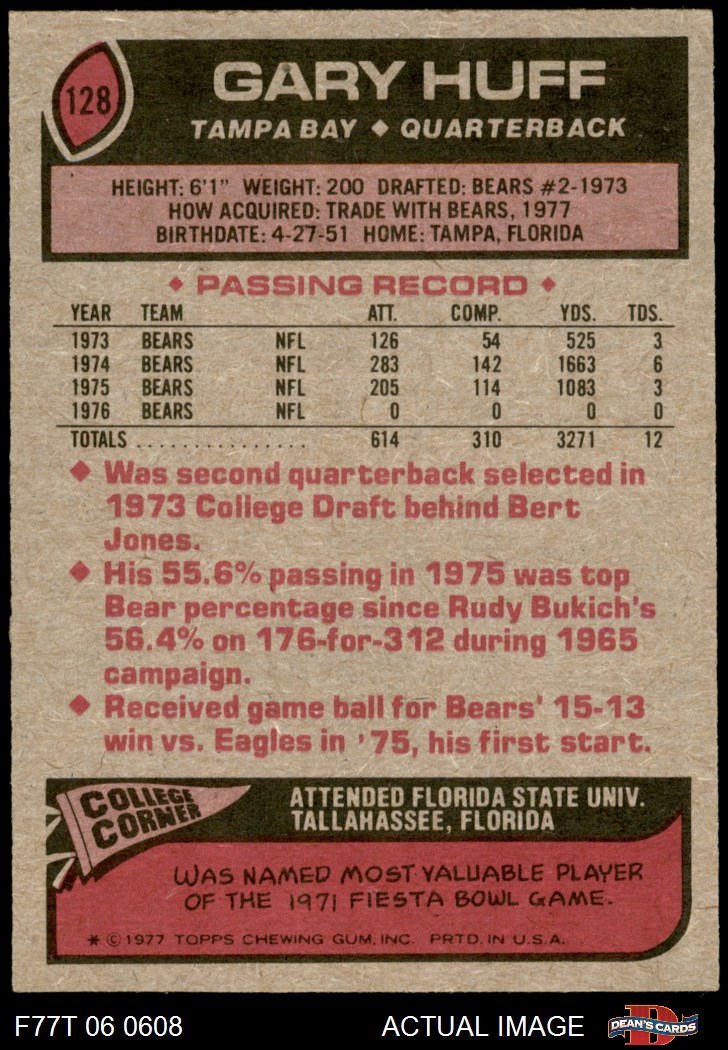 128
GARY HUFF
TAMPA BAY ◆ QUARTERBACK
HEIGHT: 6'1" WEIGHT: 200 DRAFTED: BEARS #2-1973
HOW ACQUIRED: TRADE WITH BEARS, 1977
BIRTHDATE: 4-27-51 HOME: TAMPA, FLORIDA
◆ PASSING RECORD ◆
YEAR TEAM ATT. COMP. YDS. TDS.
1973 BEARS NFL 126 54 525 3
1974 BEARS NFL 283 142 1663 6
1975 BEARS NFL 205 114 1083 3
1976 BEARS NFL 0 0 0 0
TOTALS ................ 614 310 3271 12
◆ Was second quarterback selected in
1973 College Draft behind Bert
Jones.
◆ His 55.6% passing in 1975 was top
Bear percentage since Rudy Bukich's
56.4% on 176-for-312 during 1965
campaign.
◆ Received game ball for Bears' 15-13
win vs. Eagles in '75, his first start.
COLLEGE
CORNER
ATTENDED FLORIDA STATE UNIV.
TALLAHASSEE, FLORIDA
WAS NAMED MOST VALUABLE PLAYER
OF THE 1971 FIESTA BOWL GAME.
* © 1977 TOPPS CHEWING GUM, INC. PRTD. IN U.S.A.
F77T 06 0608
ACTUAL IMAGE
D
DEAN'S CARDS